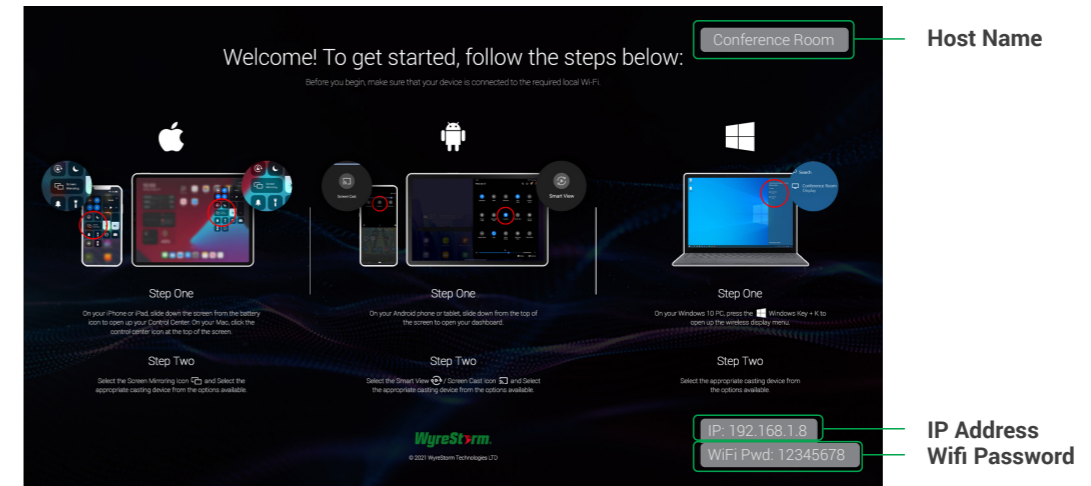 Conference Room
Host Name
Welcome! To get started, follow the steps below:
Before you begin, make sure that your device is connected to the required local Wi-Fi.
Screen
Mirroring
Screen
Mirroring
Screen Cast
Smart View
Search
Conference Room
Display
Step One
On your iPhone or iPad, slide down the screen from the battery
icon to open up your Control Center. On your Mac, click the
control center icon at the top of the screen.
Step Two
Select the Screen Mirroring icon and Select the
appropriate casting device from the options available.
Step One
On your Android phone or tablet, slide down from the top of
the screen to open your dashboard.
Step Two
Select the Smart View / Screen Cast icon and Select
the appropriate casting device from the options available.
Step One
On your Windows 10 PC, press the Windows Key + K to
open up the wireless display menu.
Step Two
Select the appropriate casting device from
the options available.
WyreStorm.
© 2021 WyreStorm Technologies LTD
IP: 192.168.1.8
IP Address
WiFi Pwd: 12345678
Wifi Password